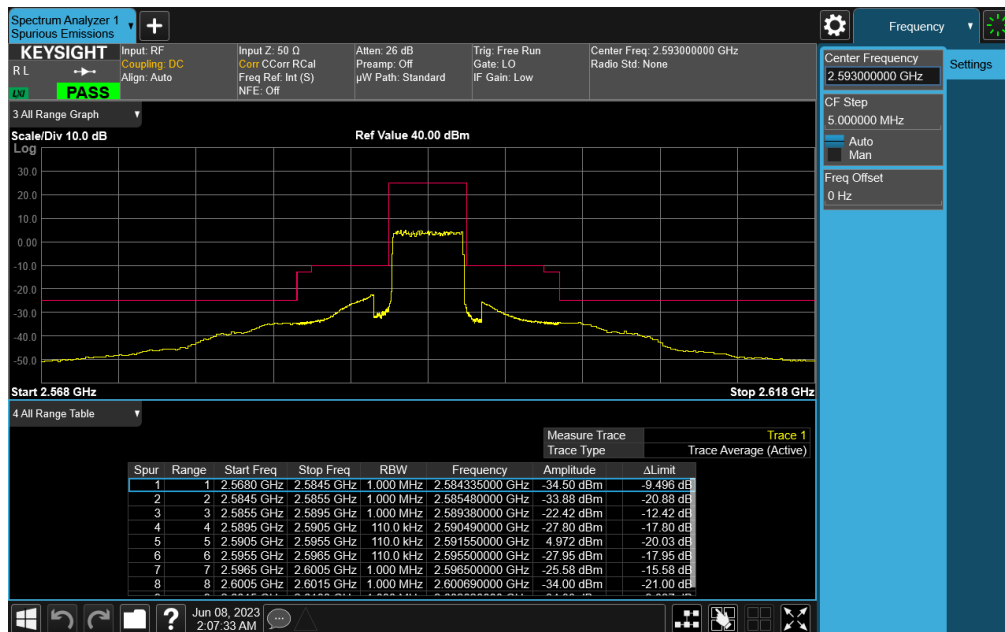 Spectrum Analyzer 1
Spurious Emissions
Frequency
KEYSIGHT
R L
LXI
PASS
Input: RF
Coupling: DC
Align: Auto
Input Z: 50 Ω
Corr CCorr RCal
Freq Ref: Int (S)
NFE: Off
Atten: 26 dB
Preamp: Off
µW Path: Standard
Trig: Free Run
Gate: LO
IF Gain: Low
Center Freq: 2.593000000 GHz
Radio Std: None
Center Frequency
2.593000000 GHz
Settings
CF Step
5.000000 MHz
Auto
Man
Freq Offset
0 Hz
3 All Range Graph
Scale/Div 10.0 dB
Ref Value 40.00 dBm
Log
30.0
20.0
10.0
0.00
-10.0
-20.0
-30.0
-40.0
-50.0
Start 2.568 GHz
Stop 2.618 GHz
4 All Range Table
Measure Trace Trace 1
Trace Type Trace Average (Active)
Spur Range Start Freq Stop Freq RBW Frequency Amplitude ΔLimit
1 1 2.5680 GHz 2.5845 GHz 1.000 MHz 2.584335000 GHz -34.50 dBm -9.496 dB
2 2 2.5845 GHz 2.5855 GHz 1.000 MHz 2.585480000 GHz -33.88 dBm -20.88 dB
3 3 2.5855 GHz 2.5895 GHz 1.000 MHz 2.589380000 GHz -22.42 dBm -12.42 dB
4 4 2.5895 GHz 2.5905 GHz 110.0 kHz 2.590490000 GHz -27.80 dBm -17.80 dB
5 5 2.5905 GHz 2.5955 GHz 110.0 kHz 2.591550000 GHz 4.972 dBm -20.03 dB
6 6 2.5955 GHz 2.5965 GHz 110.0 kHz 2.595500000 GHz -27.95 dBm -17.95 dB
7 7 2.5965 GHz 2.6005 GHz 1.000 MHz 2.596500000 GHz -25.58 dBm -15.58 dB
8 8 2.6005 GHz 2.6015 GHz 1.000 MHz 2.600690000 GHz -34.00 dBm -21.00 dB
Jun 08, 2023
2:07:33 AM